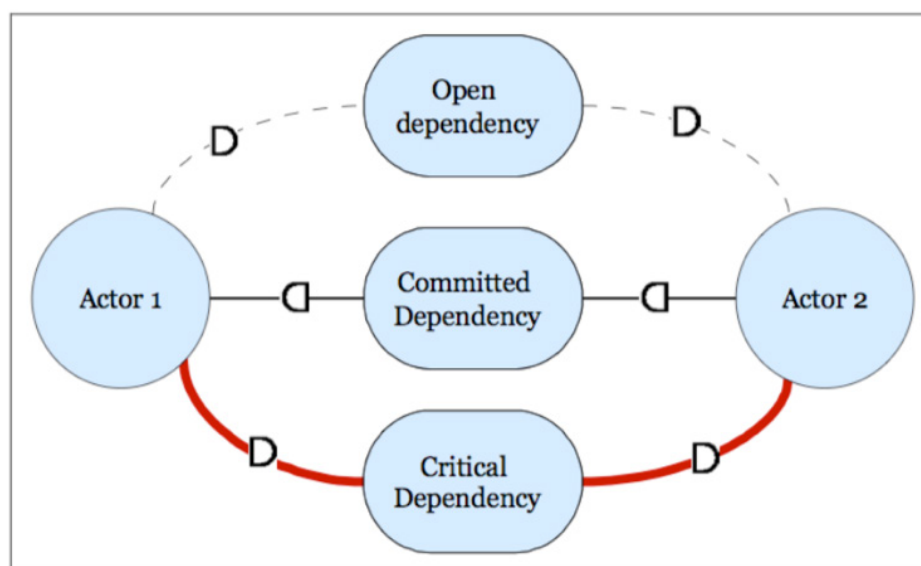 Open
dependency
D
D
Actor 1
D
Committed
Dependency
D
Actor 2
D
Critical
Dependency
D